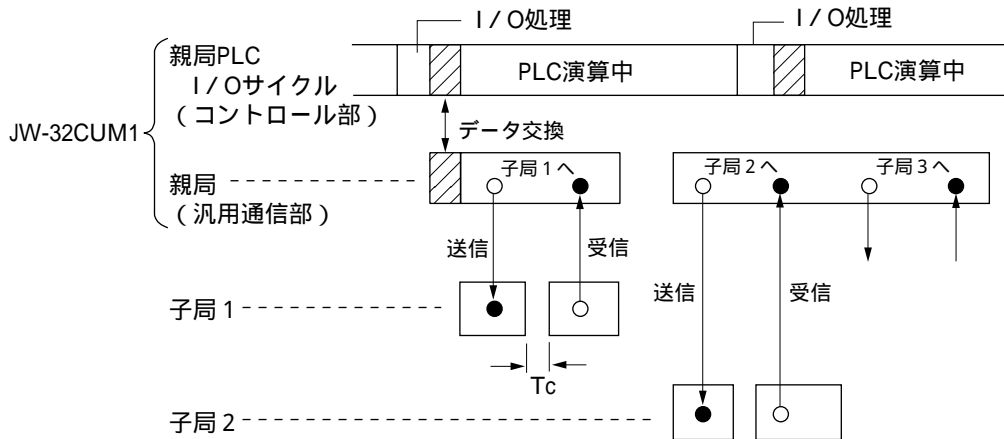 I/O処理
I/O処理
親局PLC
I/Oサイクル
(コントロール部)
PLC演算中
PLC演算中
JW-32CUM1
データ交換
親局
(汎用通信部)
子局1へ
子局2へ
子局3へ
送信
受信
子局1
送信
受信
Tc
子局2